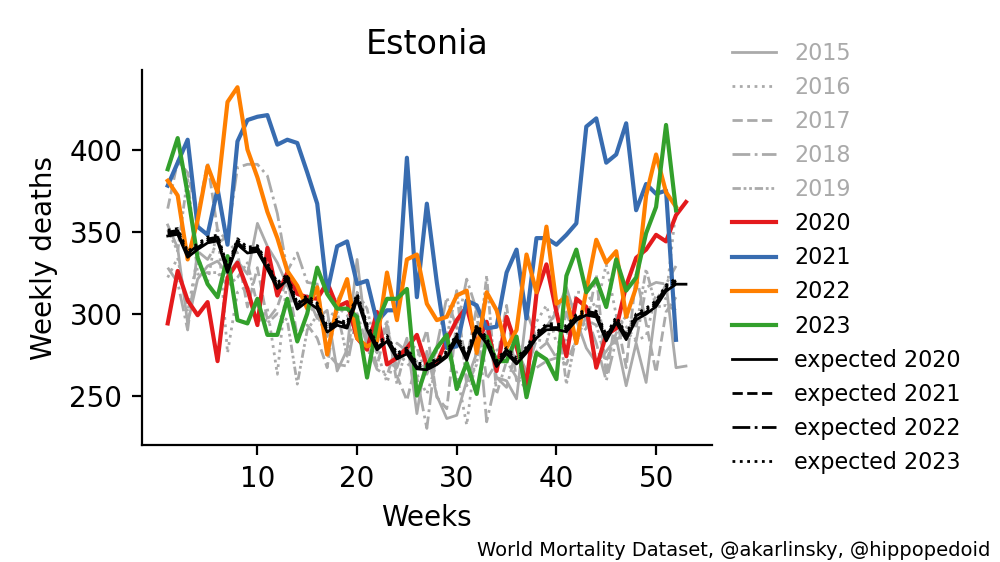 Estonia
Weekly deaths
400
350
300
250
10 20 30 40 50
Weeks
2015
2016
2017
2018
2019
2020
2021
2022
2023
expected 2020
expected 2021
expected 2022
expected 2023
World Mortality Dataset, @akarlinsky, @hippopedoid